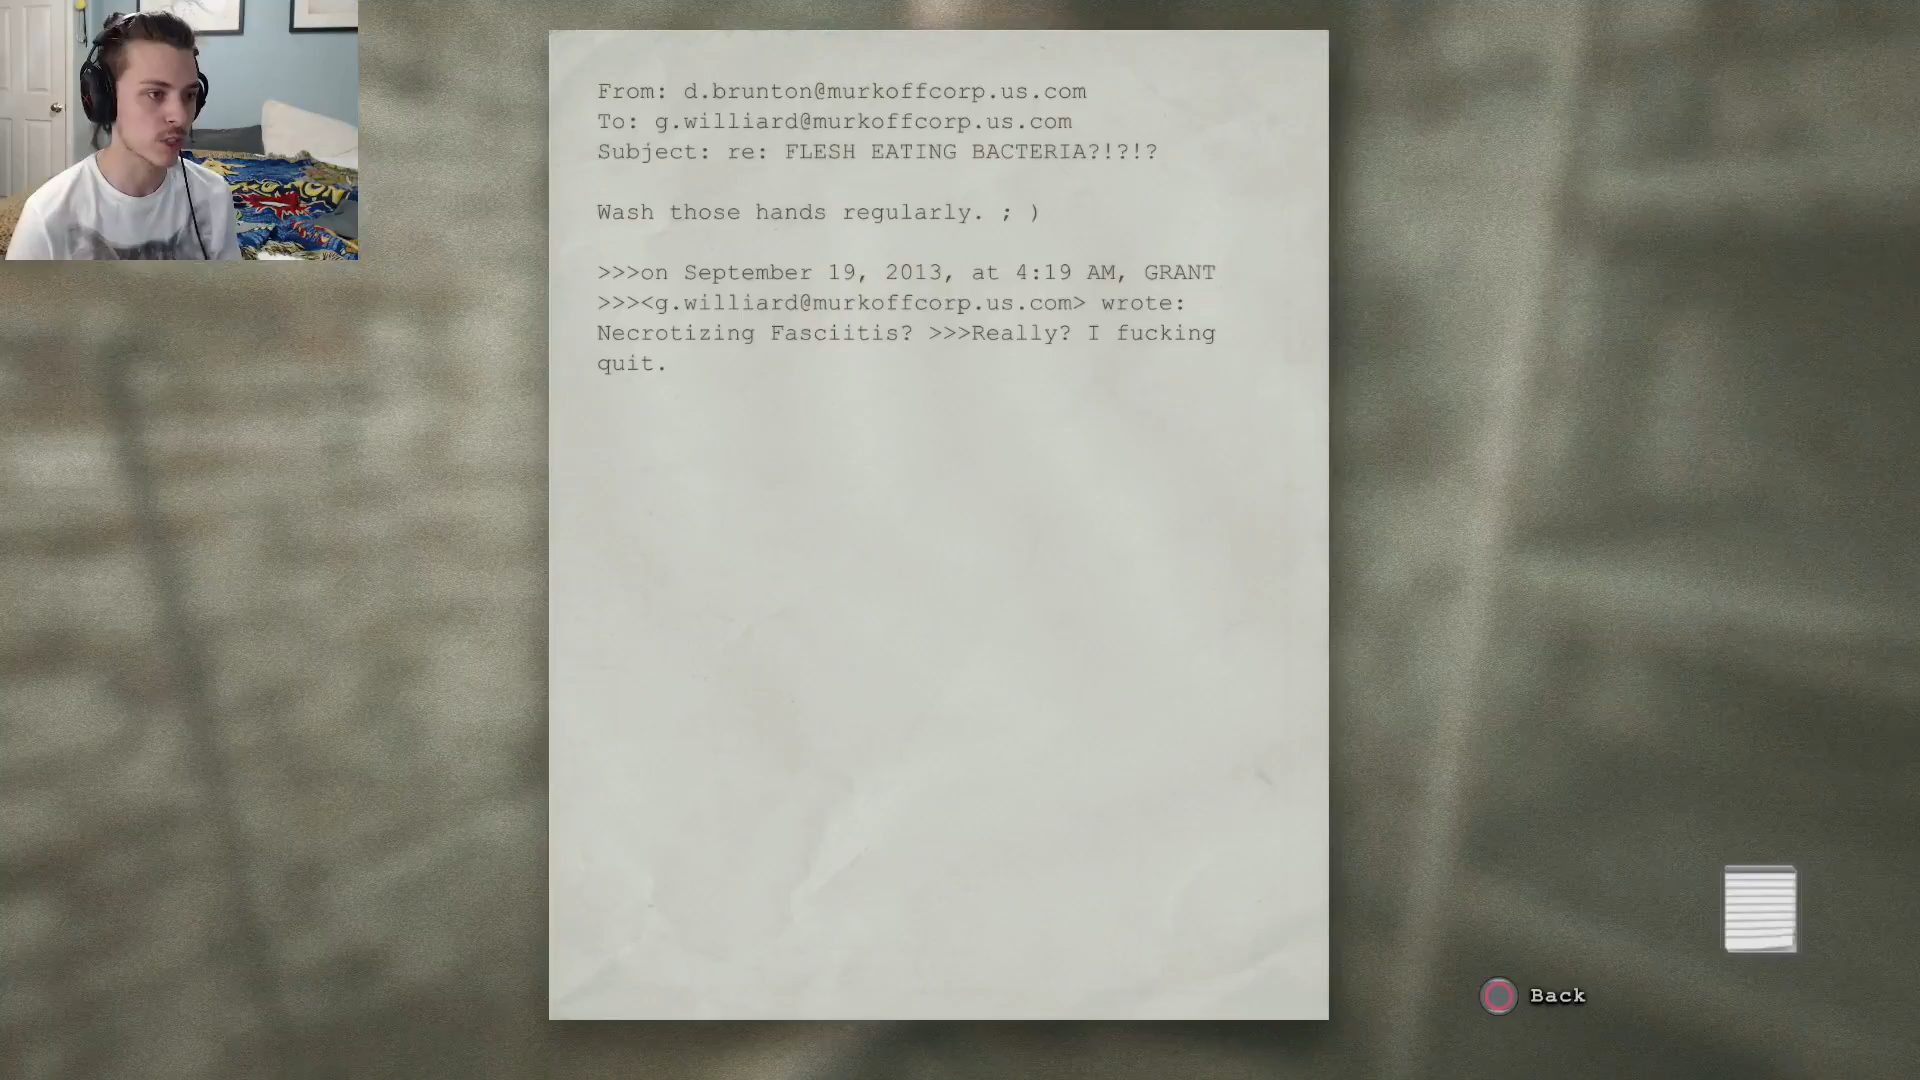 From: d.brunton@murkoffcorp.us.com
To: g.williard@murkoffcorp.us.com
Subject: re: FLESH EATING BACTERIA?!?!?
Wash those hands regularly. ; )
>>>on September 19, 2013, at 4:19 AM, GRANT
>>><g.williard@murkoffcorp.us.com> wrote:
Necrotizing Fasciitis? >>>Really? I fucking
quit.
Back